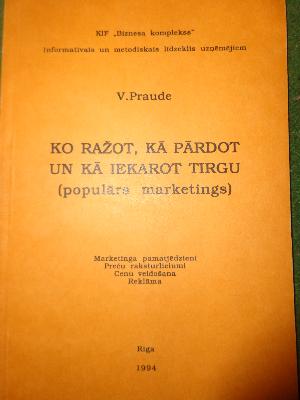 KIF „Biznesa komplekss"
Informatīvais un metodiskais līdzeklis uzņēmējiem
V.Praude
KO RAŽOT, KĀ PĀRDOT
UN KĀ IEKAROT TIRGU
(populārs marketings)
Marketinga pamatjēdzieni
Preču raksturlielumi
Cenu veidošana
Reklāma
Rīga
1994